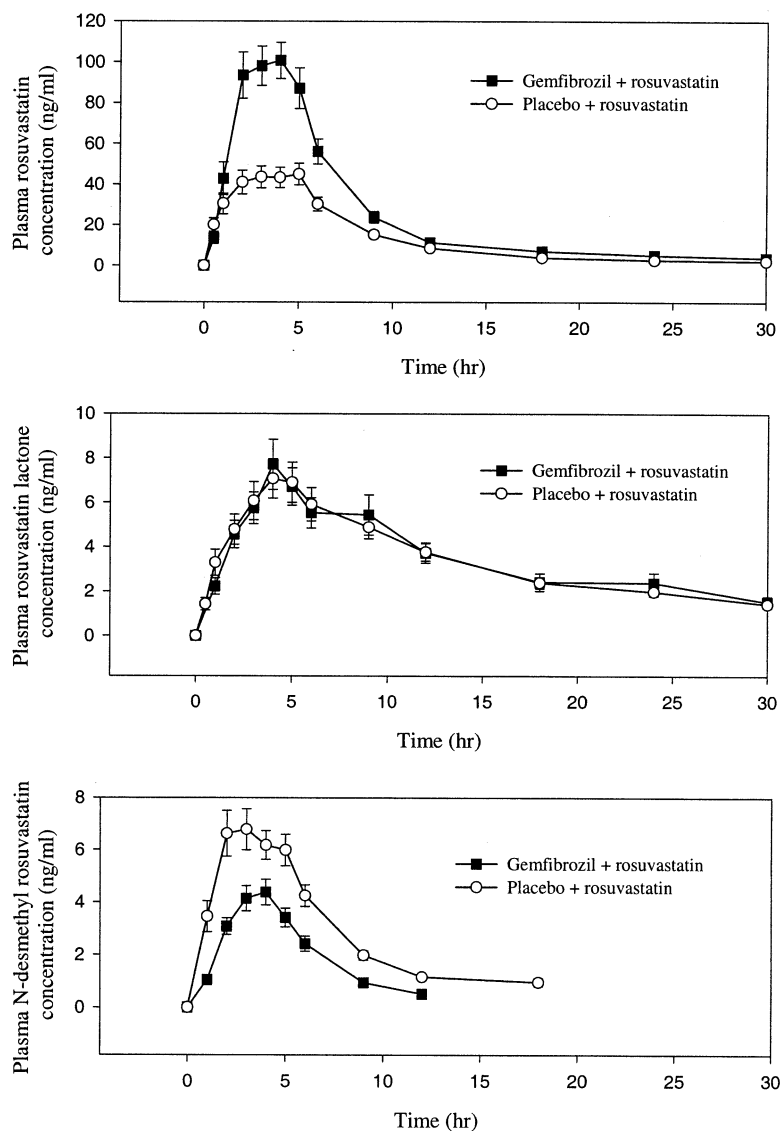 Plasma rosuvastatin
concentration (ng/ml)
120
100
80
60
40
20
0
Gemfibrozil + rosuvastatin
Placebo + rosuvastatin
0 5 10 15 20 25 30
Time (hr)
Plasma rosuvastatin lactone
concentration (ng/ml)
10
8
6
4
2
0
Gemfibrozil + rosuvastatin
Placebo + rosuvastatin
0 5 10 15 20 25 30
Time (hr)
Plasma N-desmethyl rosuvastatin
concentration (ng/ml)
8
6
4
2
0
Gemfibrozil + rosuvastatin
Placebo + rosuvastatin
0 5 10 15 20 25 30
Time (hr)